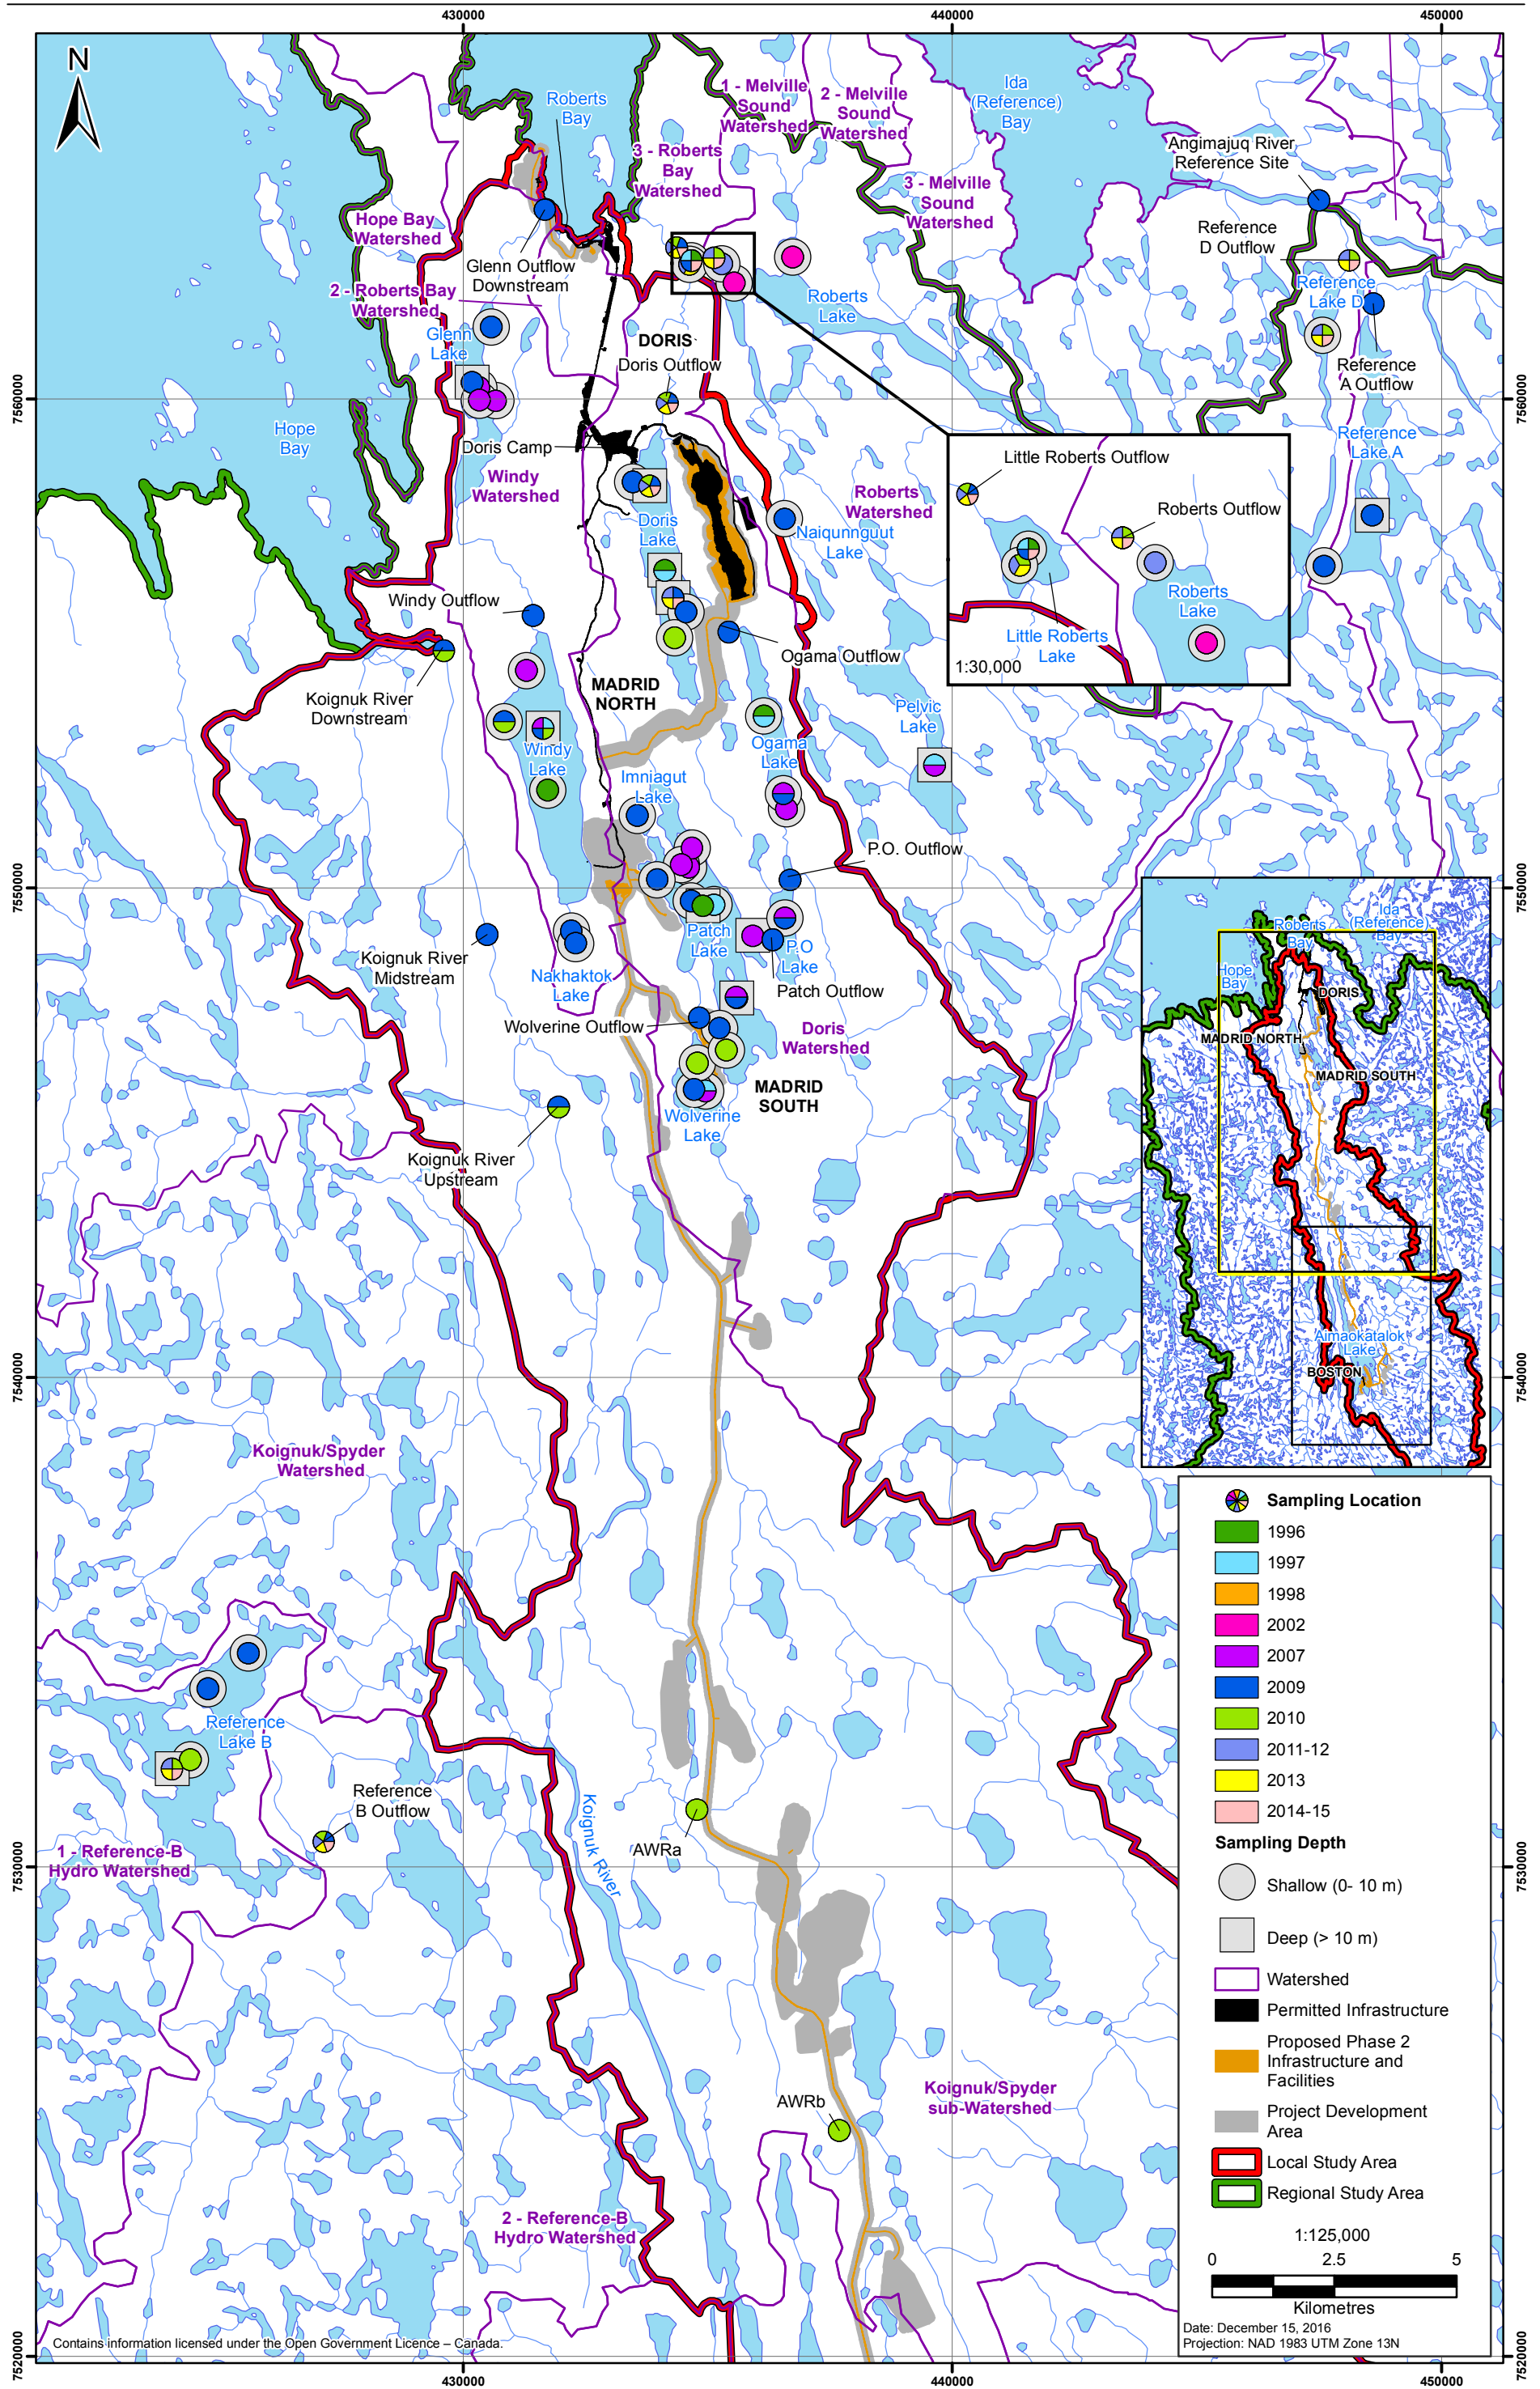 430000
440000
450000
N
Roberts
Bay
1 - Melville
Sound
Watershed
2 - Melville
Sound
Watershed
Ida
(Reference)
Bay
3 - Roberts
Bay
Watershed
Angimajuq River
Reference Site
3 - Melville
Sound
Watershed
Hope Bay
Watershed
Reference
D Outflow
Glenn Outflow
Downstream
2 - Roberts Bay
Watershed
Reference
Lake D
Roberts
Lake
Glenn
Lake
DORIS
Doris Outflow
Reference
A Outflow
7560000
7560000
Hope
Bay
Reference
Lake A
Doris Camp
Windy
Watershed
Little Roberts Outflow
Roberts
Watershed
Roberts Outflow
Doris
Lake
Naiqunnguut
Lake
Windy Outflow
Roberts
Lake
Little Roberts
Lake
1:30,000
Ogama Outflow
Koignuk River
Downstream
MADRID
NORTH
Pelvic
Lake
Windy
Lake
Ogama
Lake
Imniagut
Lake
P.O. Outflow
7550000
7550000
Patch
Lake
P.O
Lake
Koignuk River
Midstream
Nakhaktok
Lake
Patch Outflow
Wolverine Outflow
Doris
Watershed
MADRID
SOUTH
Wolverine
Lake
Koignuk River
Upstream
Roberts
Bay
Ida
(Reference)
Bay
Hope
Bay
DORIS
MADRID NORTH
MADRID SOUTH
Aimaokatalok
Lake
BOSTON
7540000
7540000
Koignuk/Spyder
Watershed
Reference
Lake B
Reference
B Outflow
Koignuk River
AWRa
1 - Reference-B
Hydro Watershed
7530000
7530000
AWRb
Koignuk/Spyder
sub-Watershed
2 - Reference-B
Hydro Watershed
Sampling Location
1996
1997
1998
2002
2007
2009
2010
2011-12
2013
2014-15
Sampling Depth
Shallow (0- 10 m)
Deep (> 10 m)
Watershed
Permitted Infrastructure
Proposed Phase 2
Infrastructure and
Facilities
Project Development
Area
Local Study Area
Regional Study Area
1:125,000
0 2.5 5
Kilometres
Date: December 15, 2016
Projection: NAD 1983 UTM Zone 13N
Contains information licensed under the Open Government Licence – Canada.
7520000
7520000
430000
440000
450000